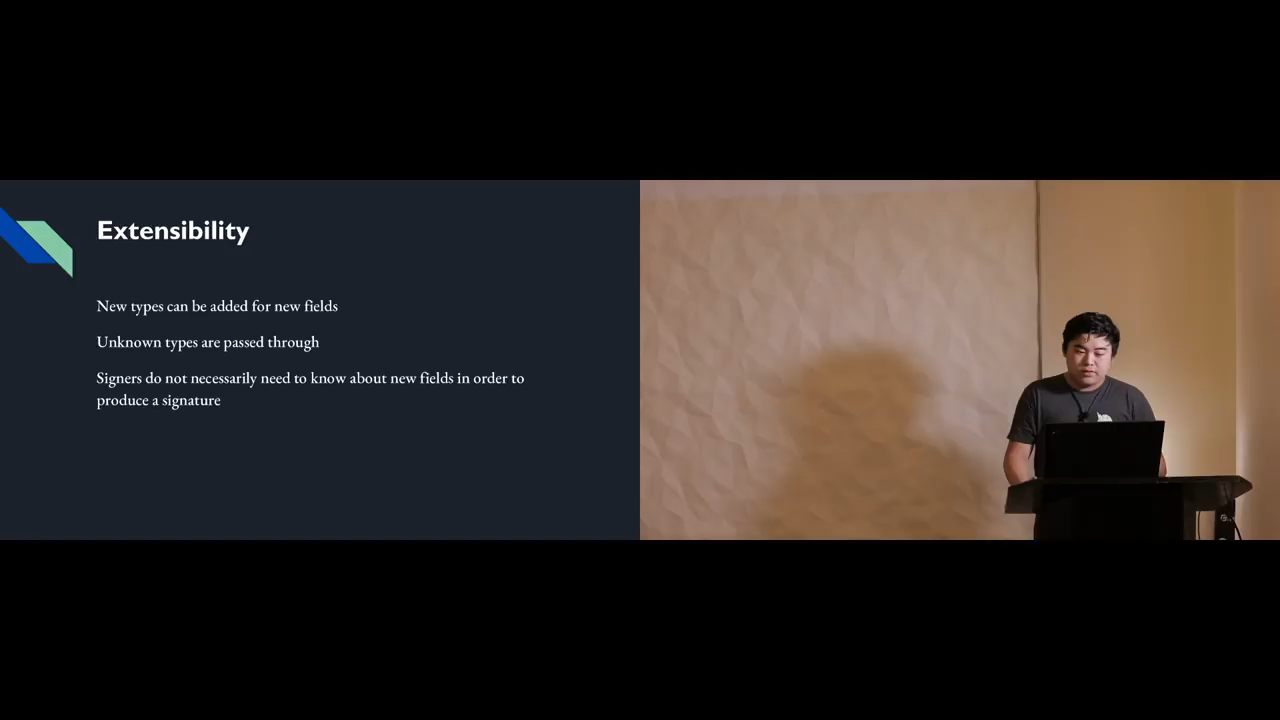 Extensibility
New types can be added for new fields
Unknown types are passed through
Signers do not necessarily need to know about new fields in order to
produce a signature